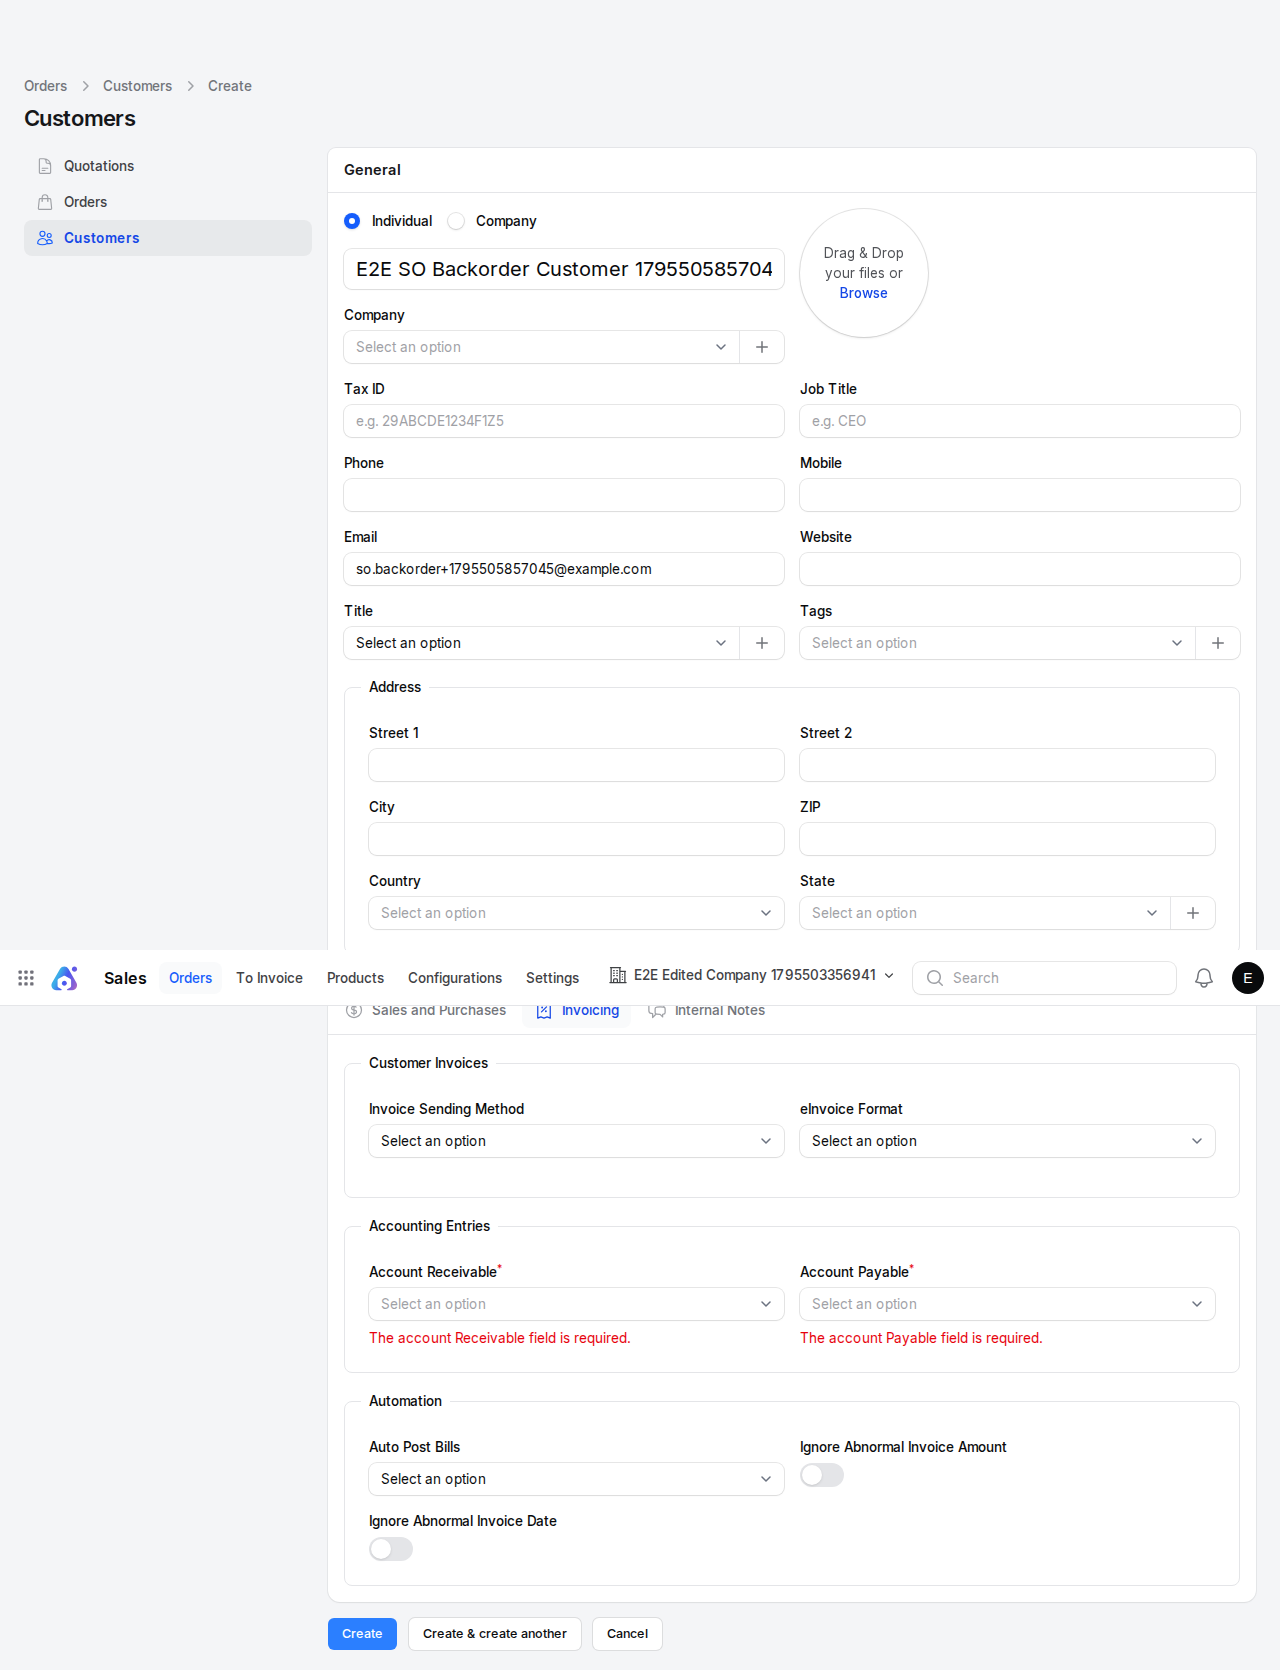 Orders > Customers > Create
Customers
Quotations
Orders
Customers
General
Individual
Company
E2E SO Backorder Customer 179550585704
Drag & Drop
your files or
Browse
Company
Select an option
Tax ID
Job Title
e.g. 29ABCDE1234F1Z5
e.g. CEO
Phone
Mobile
Email
Website
so.backorder+1795505857045@example.com
Title
Tags
Select an option
Select an option
Address
Street 1
Street 2
City
ZIP
Country
State
Select an option
Select an option
Sales
Orders
To Invoice
Products
Configurations
Settings
E2E Edited Company 1795503356941
Search
E
Sales and Purchases
Invoicing
Internal Notes
Customer Invoices
Invoice Sending Method
eInvoice Format
Select an option
Select an option
Accounting Entries
Account Receivable*
Account Payable*
Select an option
Select an option
The account Receivable field is required.
The account Payable field is required.
Automation
Auto Post Bills
Ignore Abnormal Invoice Amount
Select an option
Ignore Abnormal Invoice Date
Create
Create & create another
Cancel